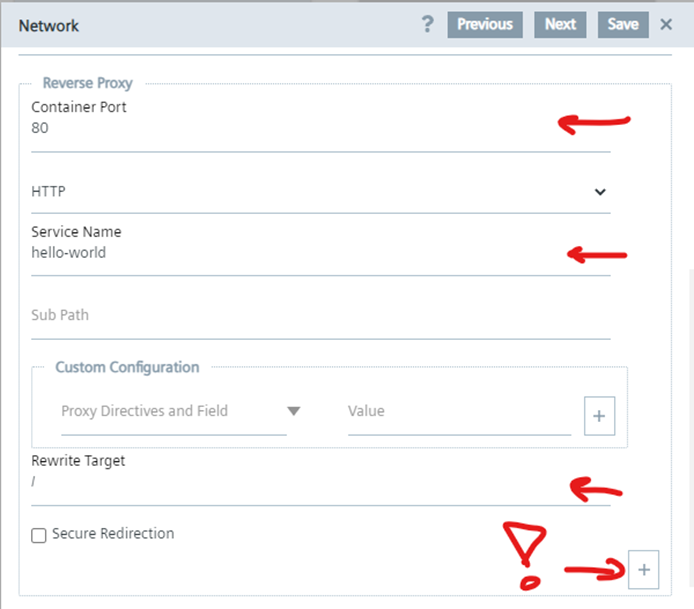 Network
? Previous Next Save ×
Reverse Proxy
Container Port
80
HTTP
Service Name
hello-world
Sub Path
Custom Configuration
Proxy Directives and Field Value +
Rewrite Target
/
Secure Redirection
!
+